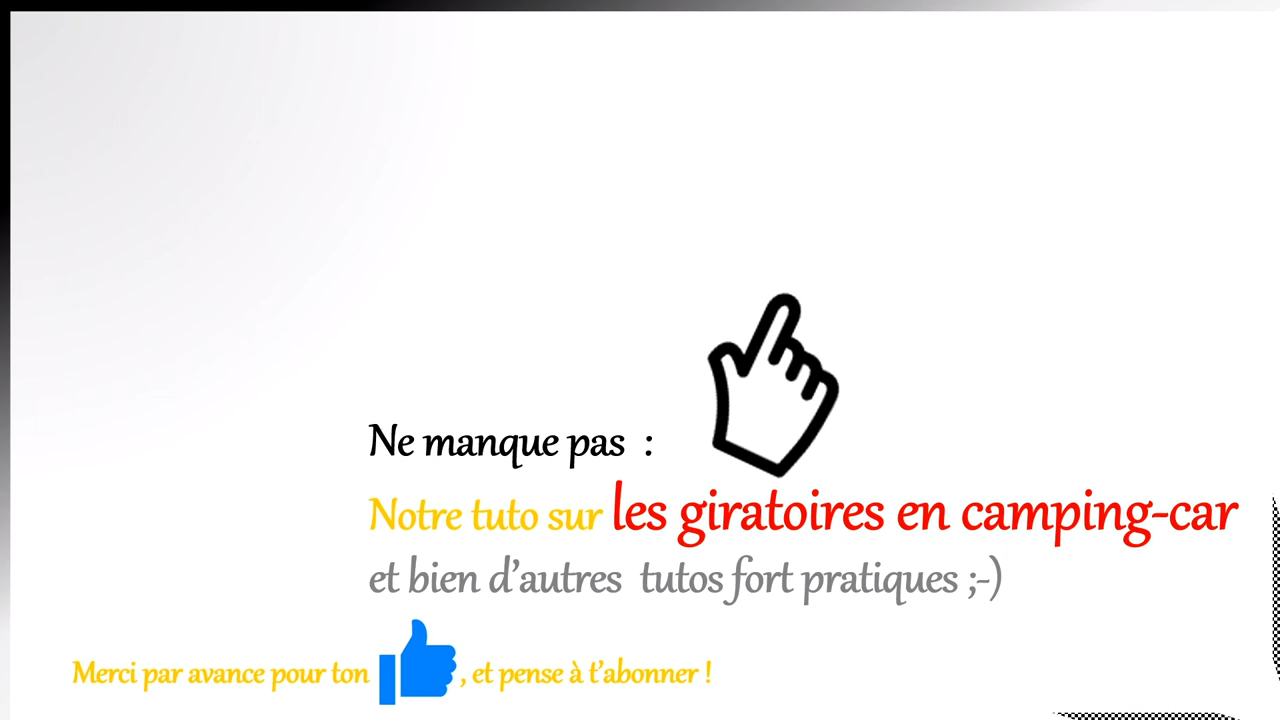 Ne manque pas :
Notre tuto sur les giratoires en camping-car
et bien d’autres tutos fort pratiques ;-)
Merci par avance pour ton , et pense à t’abonner !